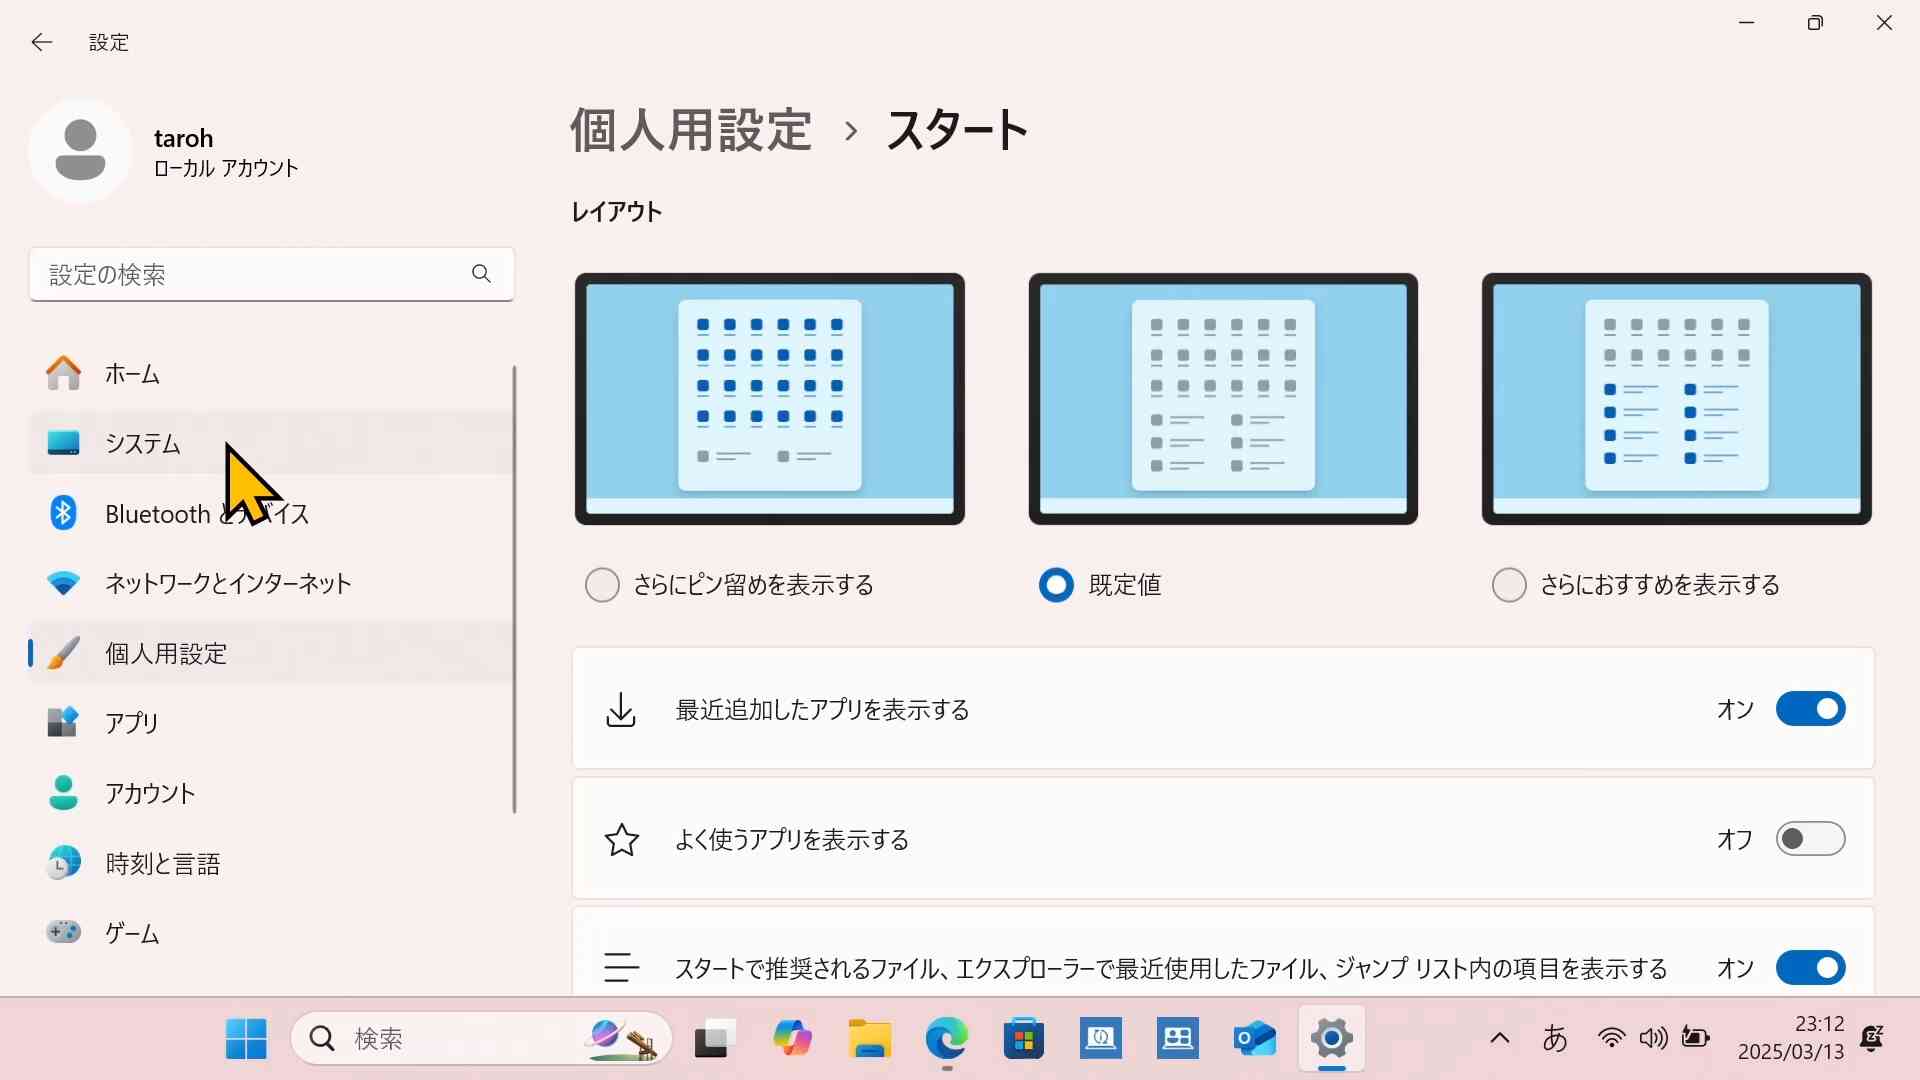 設定
taroh
ローカル アカウント
設定の検索
ホーム
システム
Bluetooth とデバイス
ネットワークとインターネット
個人用設定
アプリ
アカウント
時刻と言語
ゲーム
個人用設定 › スタート
レイアウト
さらにピン留めを表示する
既定値
さらにおすすめを表示する
最近追加したアプリを表示する
オン
よく使うアプリを表示する
オフ
スタートで推奨されるファイル、エクスプローラーで最近使用したファイル、ジャンプ リスト内の項目を表示する
オン
検索
あ
23:12
2025/03/13